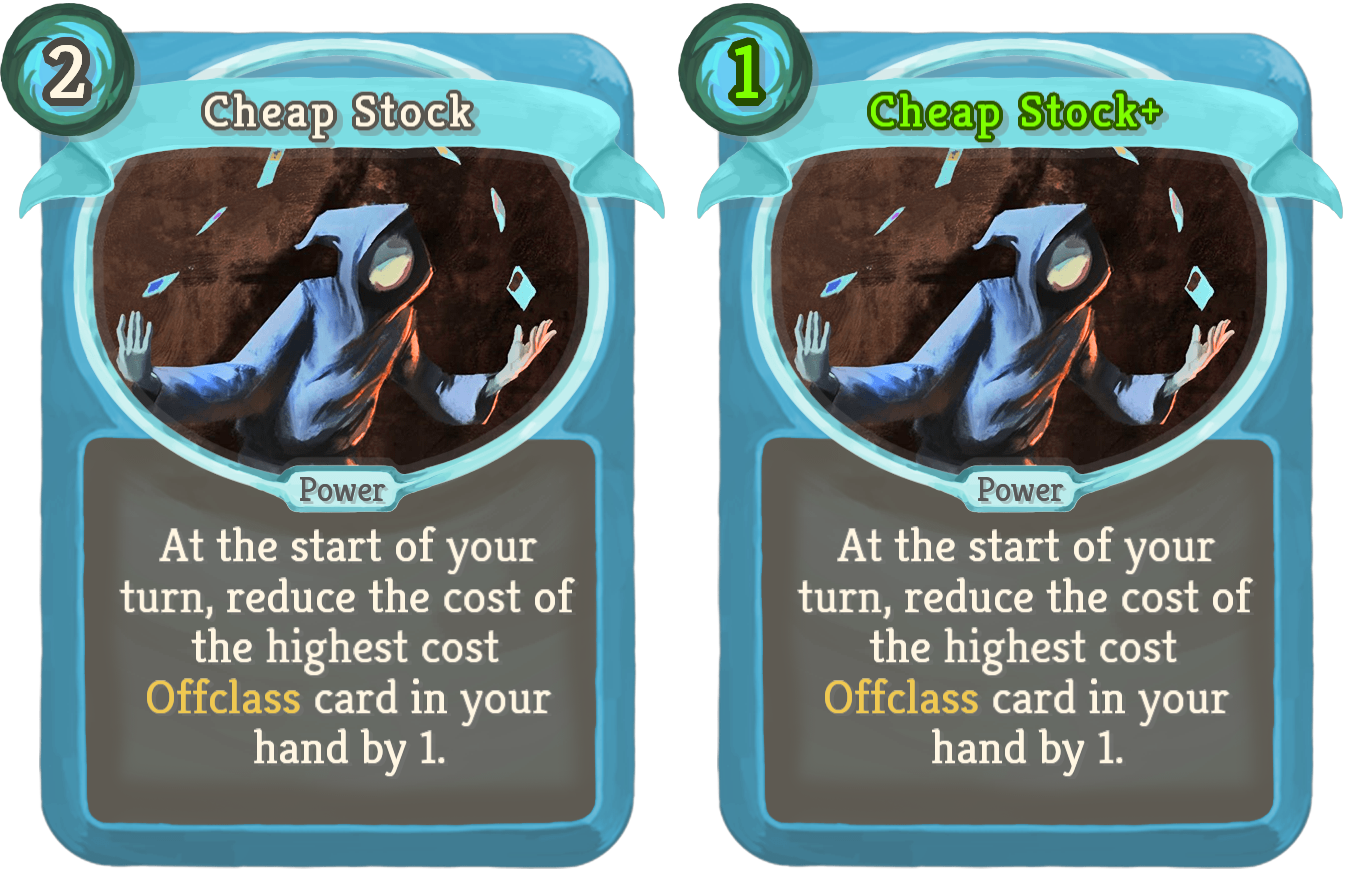 2
Cheap Stock
Power
At the start of your
turn, reduce the cost of
the highest cost
Offclass card in your
hand by 1.
1
Cheap Stock+
Power
At the start of your
turn, reduce the cost of
the highest cost
Offclass card in your
hand by 1.